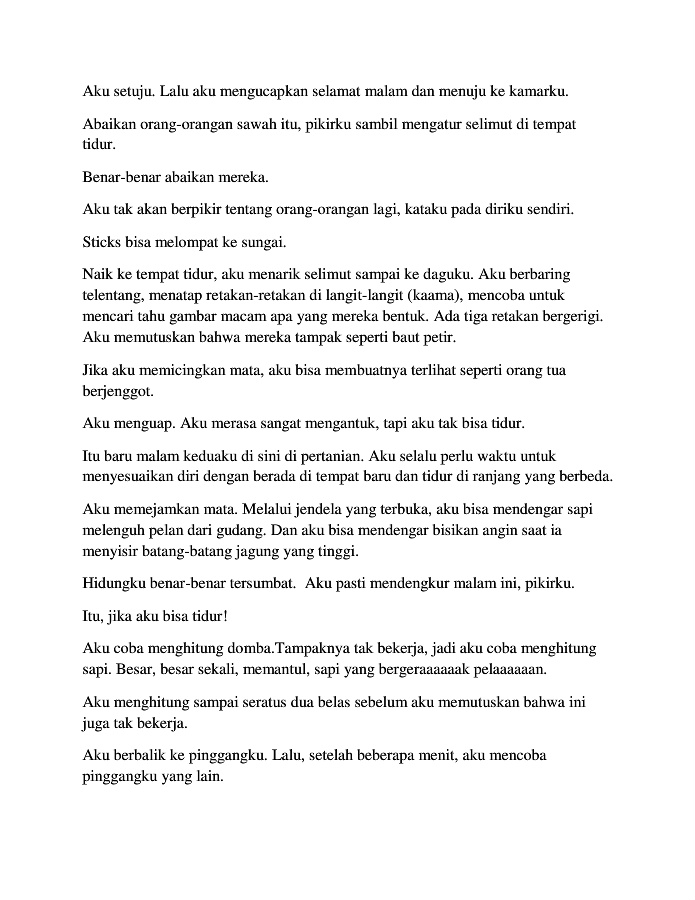 Aku setuju. Lalu aku mengucapkan selamat malam dan menuju ke kamarku.
Abaikan orang-orangan sawah itu, pikirku sambil mengatur selimut di tempat
tidur.
Benar-benar abaikan mereka.
Aku tak akan berpikir tentang orang-orangan lagi, kataku pada diriku sendiri.
Sticks bisa melompat ke sungai.
Naik ke tempat tidur, aku menarik selimut sampai ke daguku. Aku berbaring
telentang, menatap retakan-retakan di langit-langit (kaama), mencoba untuk
mencari tahu gambar macam apa yang mereka bentuk. Ada tiga retakan bergerigi.
Aku memutuskan bahwa mereka tampak seperti baut petir.
Jika aku memicingkan mata, aku bisa membuatnya terlihat seperti orang tua
berjenggot.
Aku menguap. Aku merasa sangat mengantuk, tapi aku tak bisa tidur.
Itu baru malam keduaku di sini di pertanian. Aku selalu perlu waktu untuk
menyesuaikan diri dengan berada di tempat baru dan tidur di ranjang yang berbeda.
Aku memejamkan mata. Melalui jendela yang terbuka, aku bisa mendengar sapi
melenguh pelan dari gudang. Dan aku bisa mendengar bisikan angin saat ia
menyisir batang-batang jagung yang tinggi.
Hidungku benar-benar tersumbat.  Aku pasti mendengkur malam ini, pikirku.
Itu, jika aku bisa tidur!
Aku coba menghitung domba.Tampaknya tak bekerja, jadi aku coba menghitung
sapi. Besar, besar sekali, memantul, sapi yang bergeraaaaaak pelaaaaaan.
Aku menghitung sampai seratus dua belas sebelum aku memutuskan bahwa ini
juga tak bekerja.
Aku berbalik ke pinggangku. Lalu, setelah beberapa menit, aku mencoba
pinggangku yang lain.